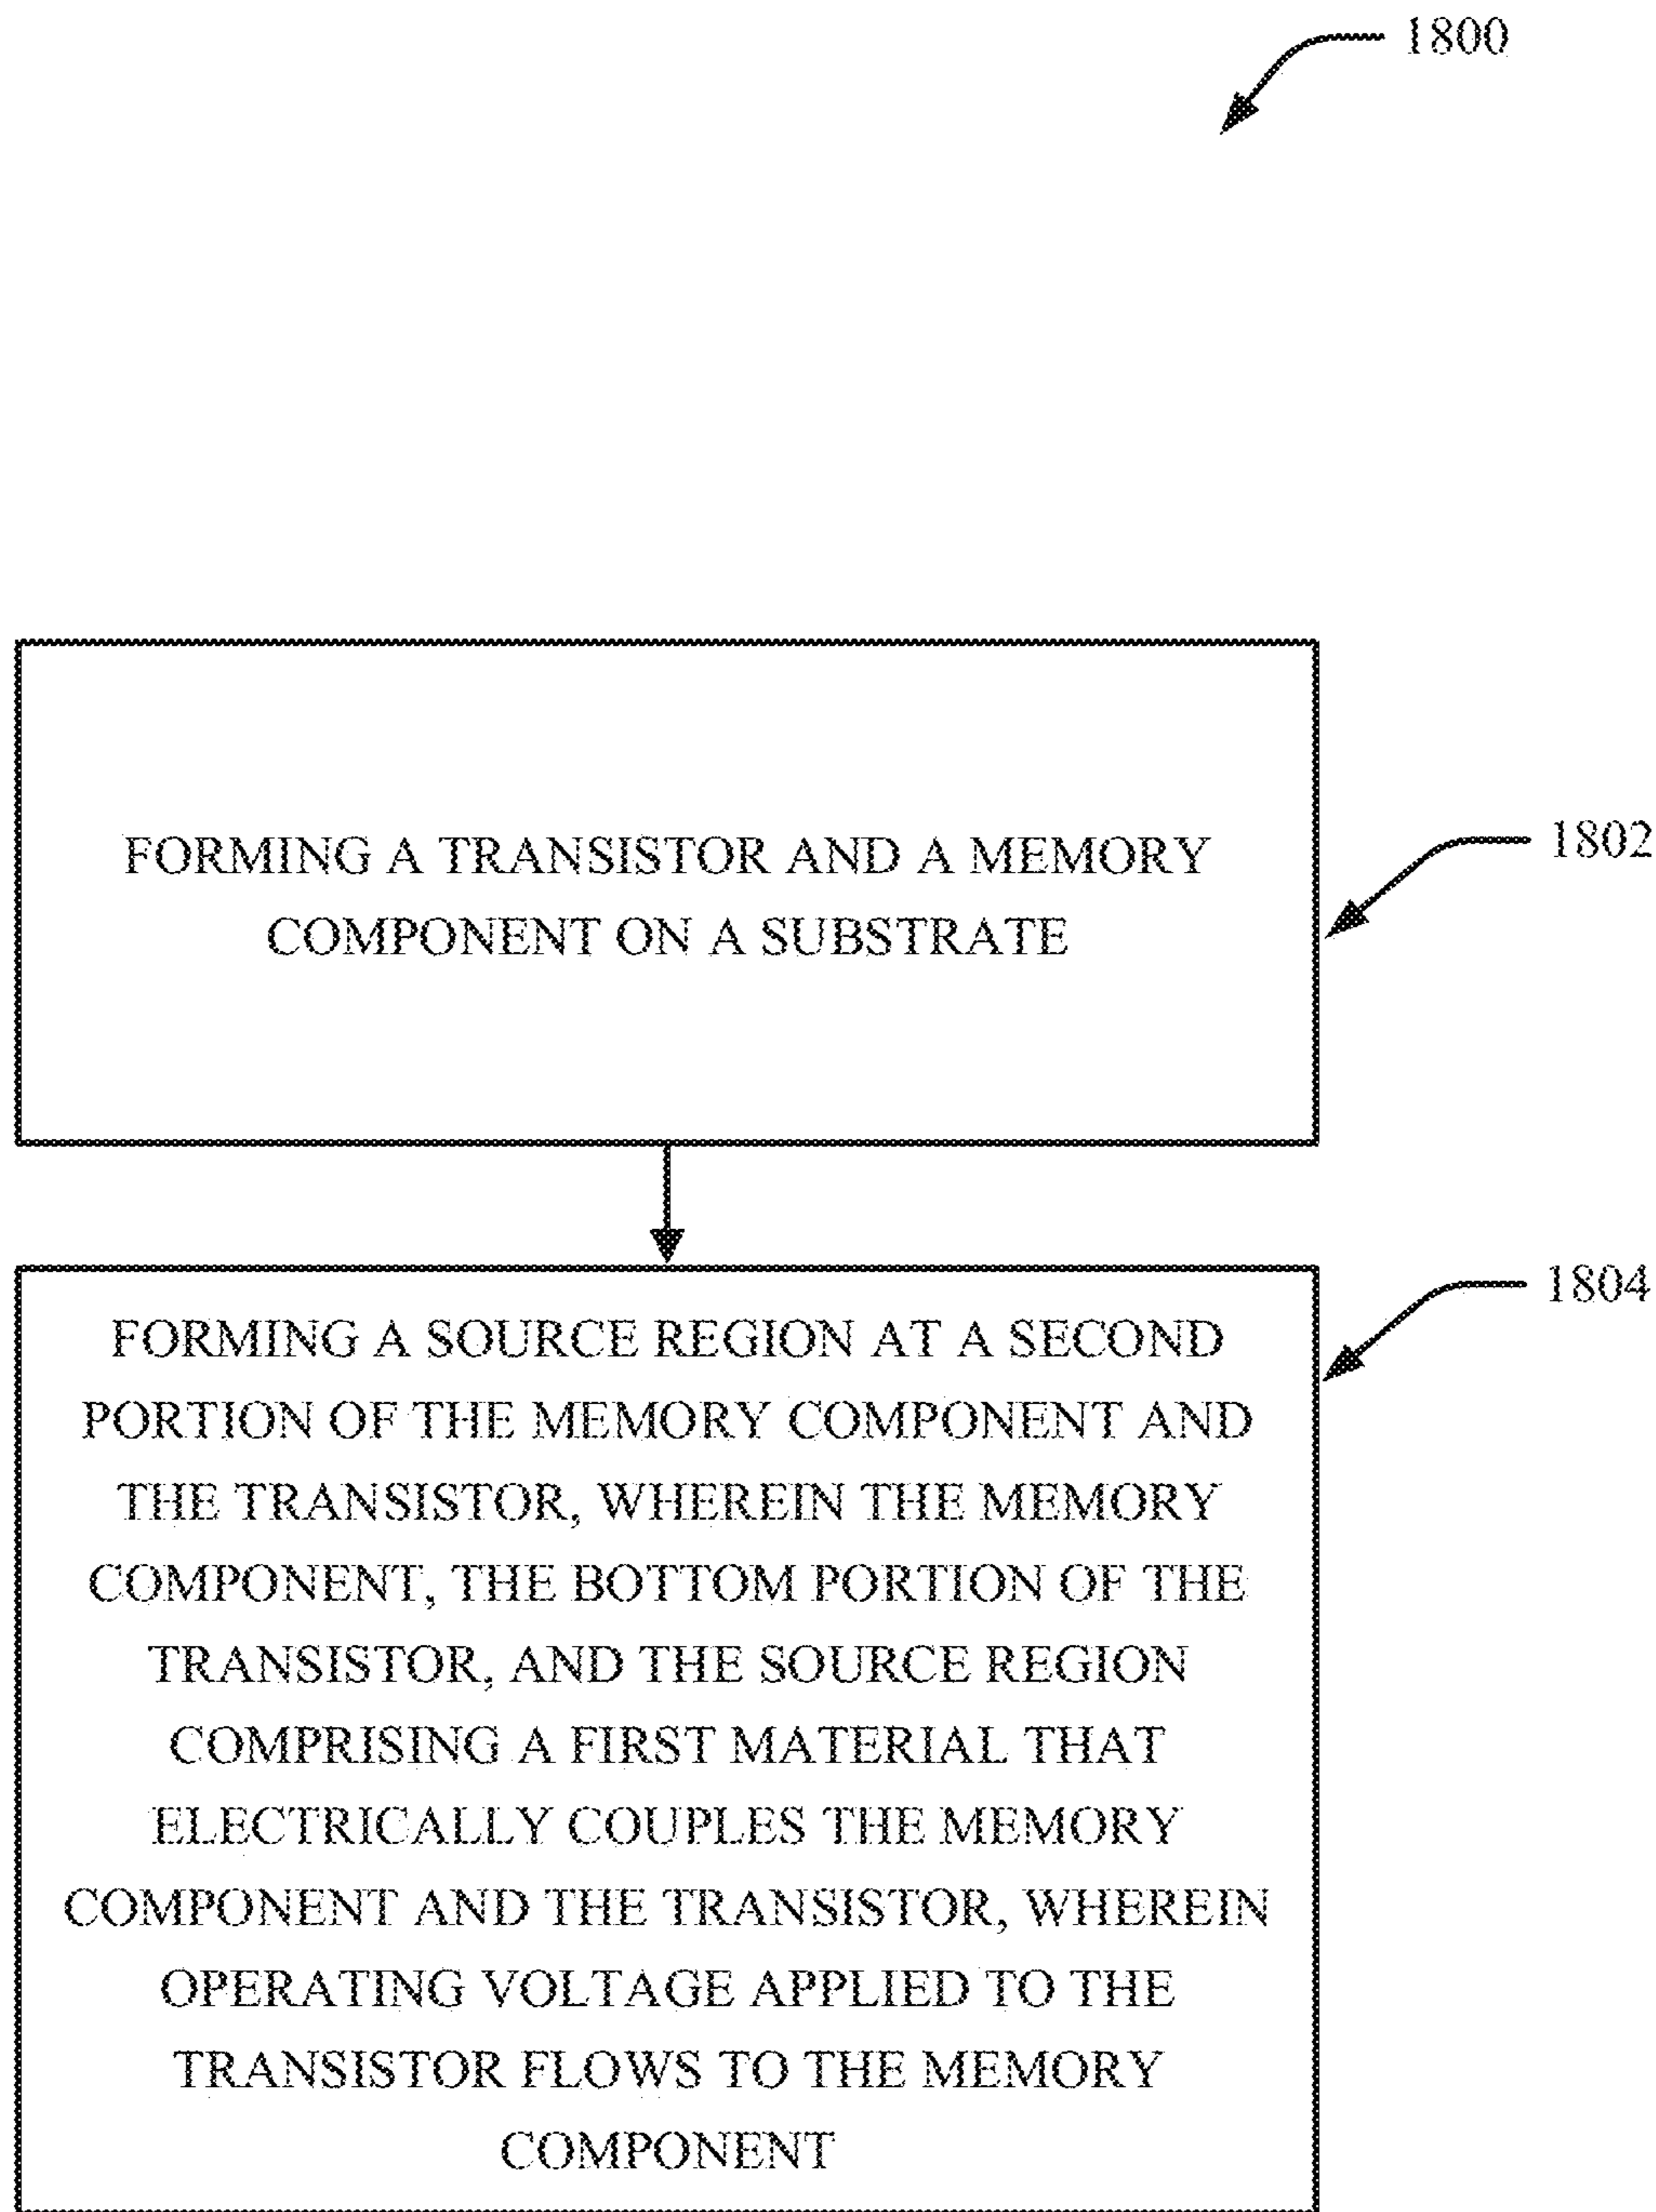 1800
FORMING A TRANSISTOR AND A MEMORY
COMPONENT ON A SUBSTRATE
1802
FORMING A SOURCE REGION AT A SECOND
PORTION OF THE MEMORY COMPONENT AND
THE TRANSISTOR, WHEREIN THE MEMORY
COMPONENT, THE BOTTOM PORTION OF THE
TRANSISTOR, AND THE SOURCE REGION
COMPRISING A FIRST MATERIAL THAT
ELECTRICALLY COUPLES THE MEMORY
COMPONENT AND THE TRANSISTOR, WHEREIN
OPERATING VOLTAGE APPLIED TO THE
TRANSISTOR FLOWS TO THE MEMORY
COMPONENT
1804